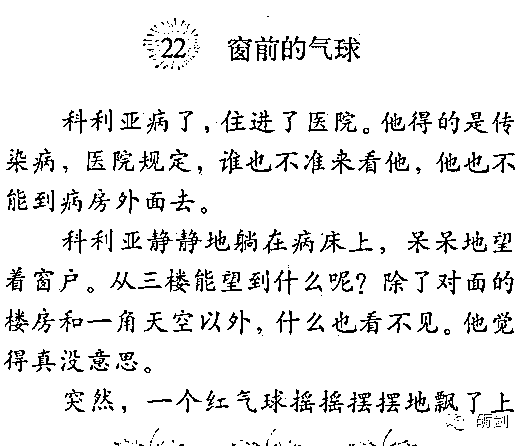 22 窗前的气球
科利亚病了，住进了医院。他得的是传
染病，医院规定，谁也不准来看他，他也不
能到病房外面去。
科利亚静静地躺在病床上，呆呆地望
着窗户。从三楼能望到什么呢？除了对面的
楼房和一角天空以外，什么也看不见。他觉
得真没意思。
突然，一个红气球摇摇摆摆地飘了上